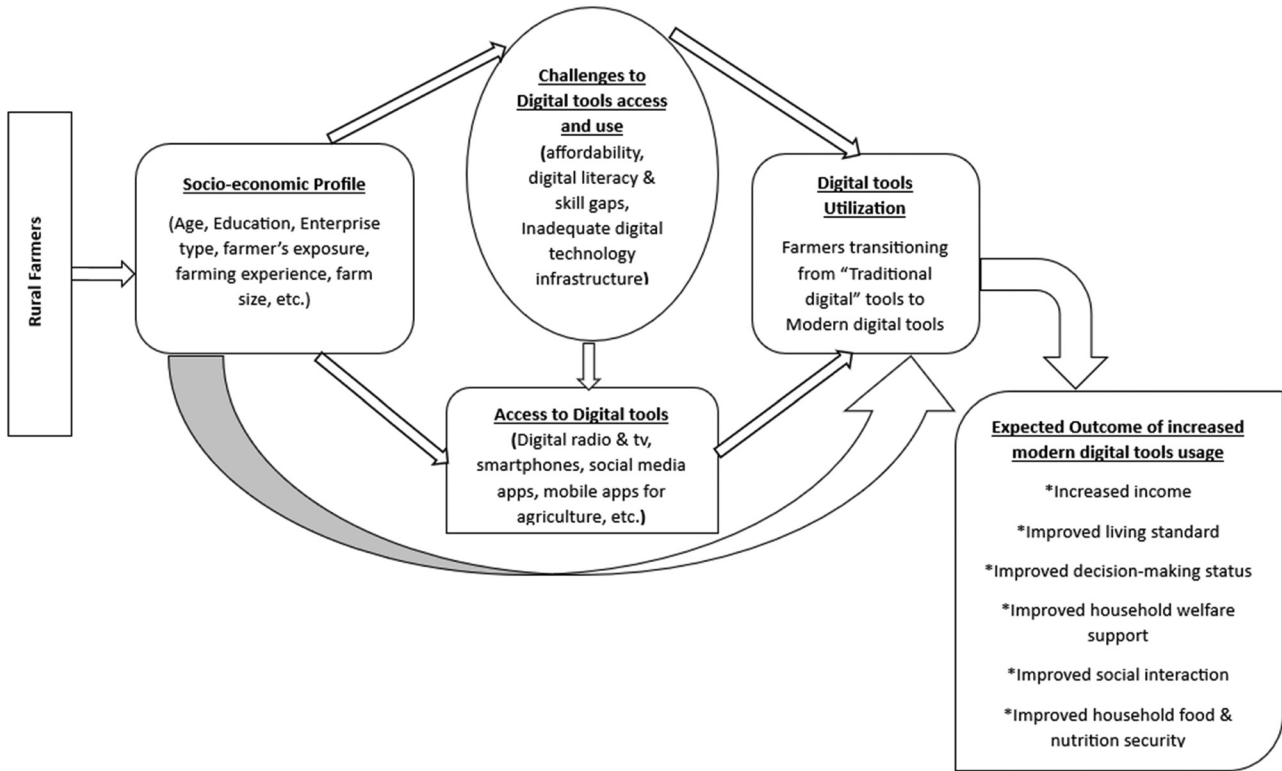 Rural Farmers
Socio-economic Profile
(Age, Education, Enterprise
type, farmer’s exposure,
farming experience, farm
size, etc.)
Challenges to
Digital tools access
and use
(affordability,
digital literacy &
skill gaps,
Inadequate digital
technology
infrastructure)
Access to Digital tools
(Digital radio & tv,
smartphones, social media
apps, mobile apps for
agriculture, etc.)
Digital tools
Utilization
Farmers transitioning
from “Traditional
digital” tools to
Modern digital tools
Expected Outcome of increased
modern digital tools usage
*Increased income
*Improved living standard
*Improved decision-making status
*Improved household welfare
support
*Improved social interaction
*Improved household food &
nutrition security